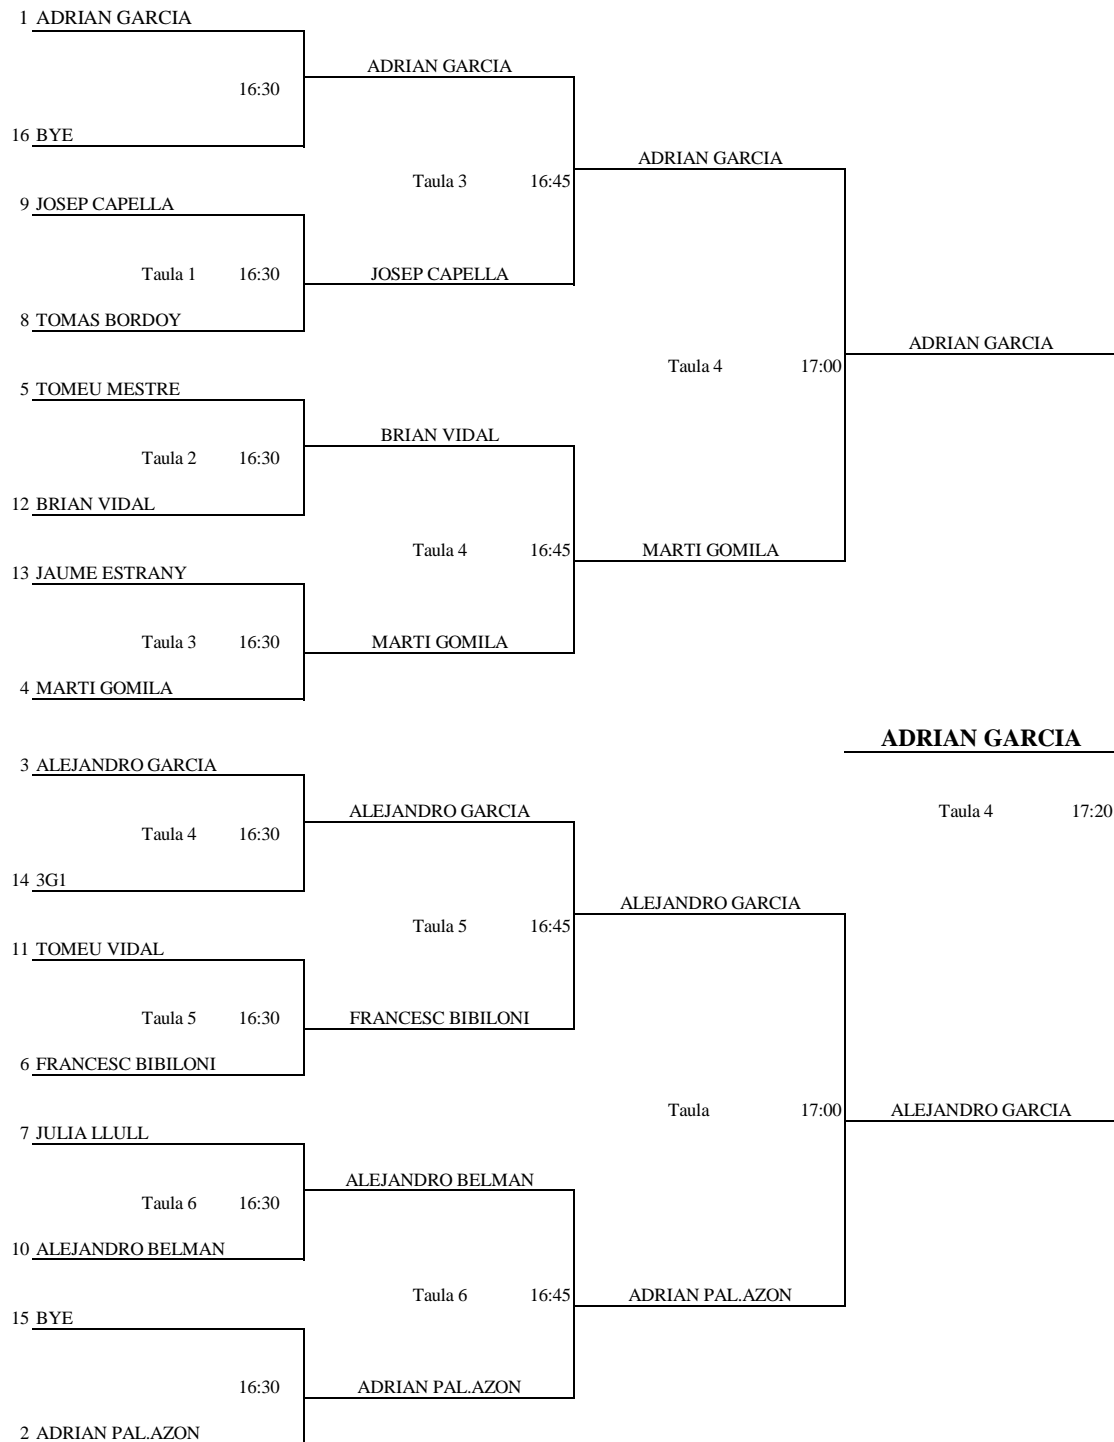 1 ADRIAN GARCIA
ADRIAN GARCIA
16:30
16 BYE
ADRIAN GARCIA
Taula 3 16:45
9 JOSEP CAPELLA
Taula 1 16:30 JOSEP CAPELLA
8 TOMAS BORDOY
ADRIAN GARCIA
Taula 4 17:00
5 TOMEU MESTRE
BRIAN VIDAL
Taula 2 16:30
12 BRIAN VIDAL
Taula 4 16:45 MARTI GOMILA
13 JAUME ESTRANY
Taula 3 16:30 MARTI GOMILA
4 MARTI GOMILA
ADRIAN GARCIA
3 ALEJANDRO GARCIA
ALEJANDRO GARCIA Taula 4 17:20
Taula 4 16:30
14 3G1
ALEJANDRO GARCIA
Taula 5 16:45
11 TOMEU VIDAL
Taula 5 16:30 FRANCESC BIBILONI
6 FRANCESC BIBILONI
Taula 17:00 ALEJANDRO GARCIA
7 JULIA LLULL
ALEJANDRO BELMAN
Taula 6 16:30
10 ALEJANDRO BELMAN
Taula 6 16:45 ADRIAN PAL.AZON
15 BYE
16:30 ADRIAN PAL.AZON
2 ADRIAN PAL.AZON